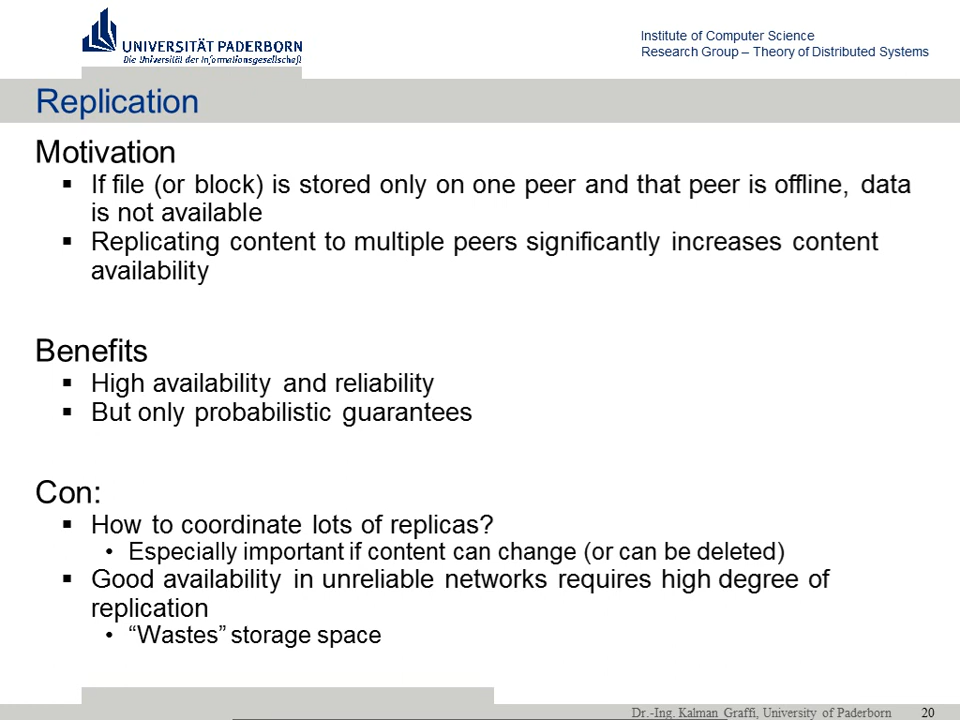 UNIVERSITÄT PADERBORN
Die Universität der Informationsgesellschaft
Institute of Computer Science
Research Group – Theory of Distributed Systems
Replication
Motivation
▪ If file (or block) is stored only on one peer and that peer is offline, data
is not available
▪ Replicating content to multiple peers significantly increases content
availability
Benefits
▪ High availability and reliability
▪ But only probabilistic guarantees
Con:
▪ How to coordinate lots of replicas?
• Especially important if content can change (or can be deleted)
▪ Good availability in unreliable networks requires high degree of
replication
• “Wastes” storage space
Dr.-Ing. Kalman Graffi, University of Paderborn 20